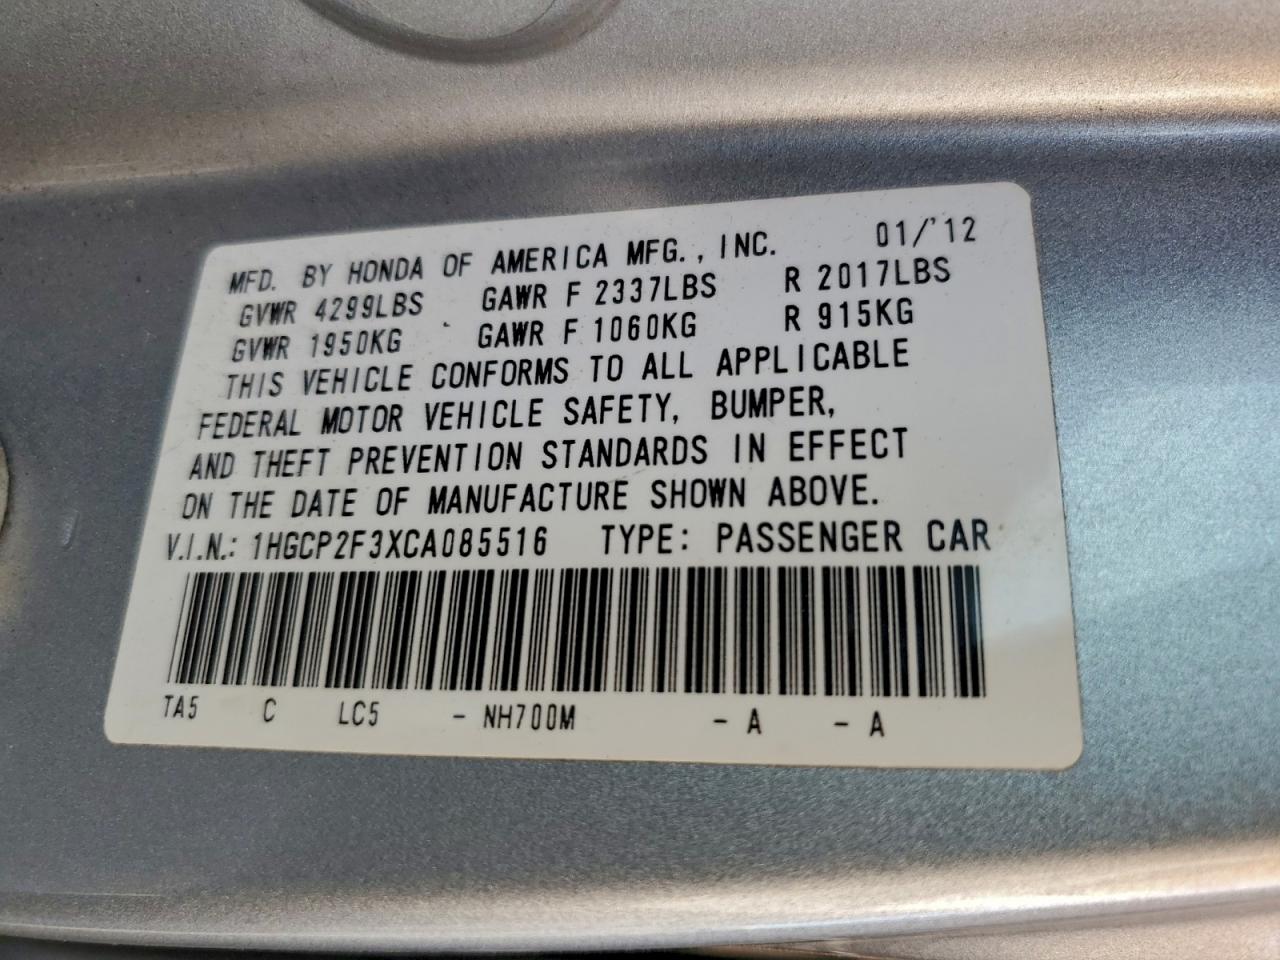 MFD. BY HONDA OF AMERICA MFG., INC. 01/'12
GVWR 4299LBS GAWR F 2337LBS R 2017LBS
GVWR 1950KG GAWR F 1060KG R 915KG
THIS VEHICLE CONFORMS TO ALL APPLICABLE
FEDERAL MOTOR VEHICLE SAFETY, BUMPER,
AND THEFT PREVENTION STANDARDS IN EFFECT
ON THE DATE OF MANUFACTURE SHOWN ABOVE.
V.I.N.: 1HGCP2F3XCA085516 TYPE: PASSENGER CAR
TA5 C LC5 - NH700M - A - A